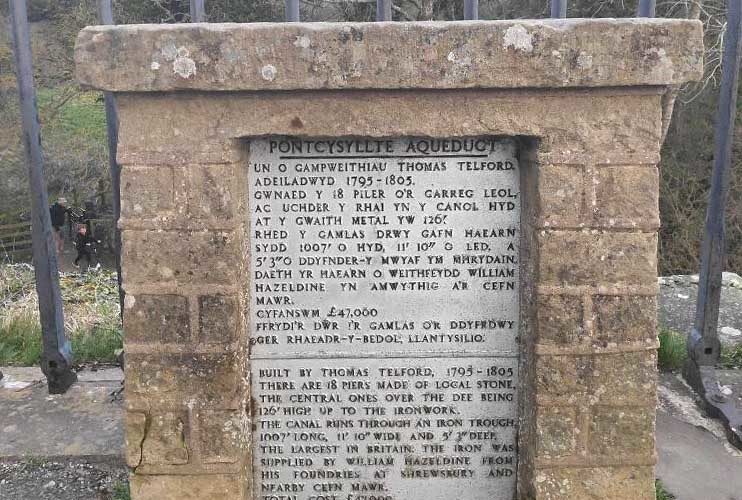 PONTCYSYLLTE AQUEDUCT
UN O GAMPWEITHIAU THOMAS TELFORD.
ADEILADWYD 1795-1805.
GWNAED Y 18 PILER O'R GARREG LEOL,
AC UCHDER Y RHAI YN Y CANOL HYD
AT Y GWAITH METAL YW 126'.
RHED Y GAMLAS DRWY GAFN HAEARN
SYDD 1007' O HYD, 11' 10" O LED, A
5'3"O DDYFNDER-Y MWYAF YM MHRYDAIN.
DAETH YR HAEARN O WEITHFEYDD WILLIAM
HAZELDINE YN AMWYTHIG A'R CEFN
MAWR.
CYFANSWM £47,000
FFRYDI'R DWR I'R GAMLAS O'R DDYFRDWY
GER RHAEADR-Y-BEDOL, LLANTYSILIO.
BUILT BY THOMAS TELFORD, 1795-1805
THERE ARE 18 PIERS MADE OF LOCAL STONE,
THE CENTRAL ONES OVER THE DEE BEING
126' HIGH UP TO THE IRONWORK.
THE CANAL RUNS THROUGH AN IRON TROUGH,
1007' LONG, 11' 10" WIDE AND 5' 3" DEEP,
THE LARGEST IN BRITAIN. THE IRON WAS
SUPPLIED BY WILLIAM HAZELDINE FROM
HIS FOUNDRIES AT SHREWSBURY AND
NEARBY CEFN MAWR.
TOTAL COST £47,000